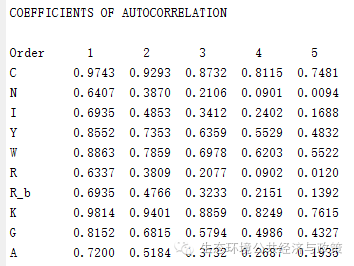 COEFFICIENTS OF AUTOCORRELATION
Order 1 2 3 4 5
C 0.9743 0.9293 0.8732 0.8115 0.7481
N 0.6407 0.3870 0.2106 0.0901 0.0094
I 0.6935 0.4853 0.3412 0.2402 0.1688
Y 0.8552 0.7353 0.6359 0.5529 0.4832
W 0.8863 0.7859 0.6978 0.6203 0.5522
R 0.6337 0.3809 0.2077 0.0902 0.0120
R_b 0.6935 0.4766 0.3233 0.2151 0.1392
K 0.9814 0.9401 0.8859 0.8249 0.7615
G 0.8152 0.6815 0.5794 0.4986 0.4327
A 0.7200 0.5184 0.3732 0.2687 0.1935
生态环境公共经济与政策